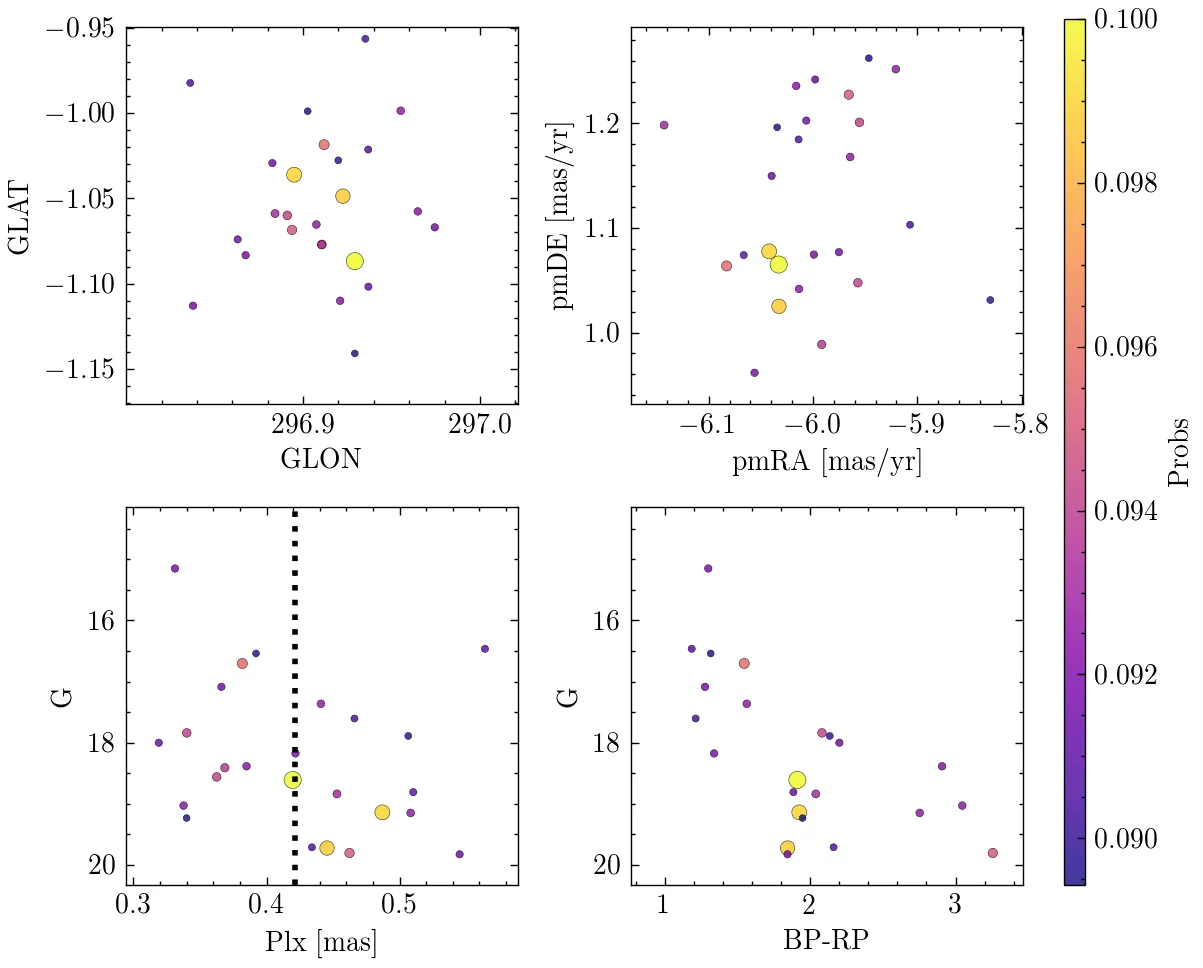 −0.95
−1.00
−1.05
−1.10
−1.15
GLAT
296.9 297.0
GLON
1.2
1.1
1.0
pmDE [mas/yr]
−6.1 −6.0 −5.9 −5.8
pmRA [mas/yr]
16
18
20
G
0.3 0.4 0.5
Plx [mas]
16
18
20
G
1 2 3
BP-RP
0.100
0.098
0.096
0.094
0.092
0.090
Probs